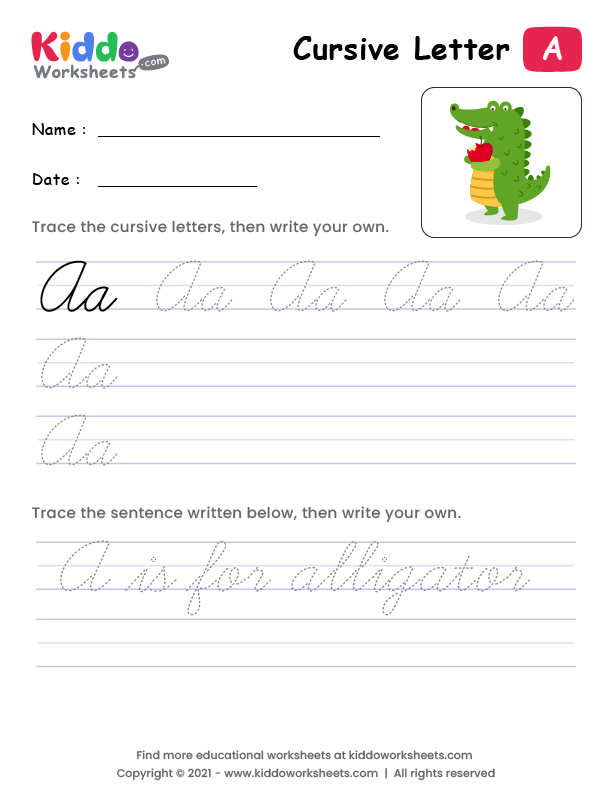 Kiddo Cursive Letter A
Worksheets .com
Name :
Date :
Trace the cursive letters, then write your own.
Aa Aa Aa Aa Aa
Aa
Aa
Trace the sentence written below, then write your own.
A is for alligator
Find more educational worksheets at kiddoworksheets.com
Copyright © 2021 - www.kiddoworksheets.com | All rights reserved